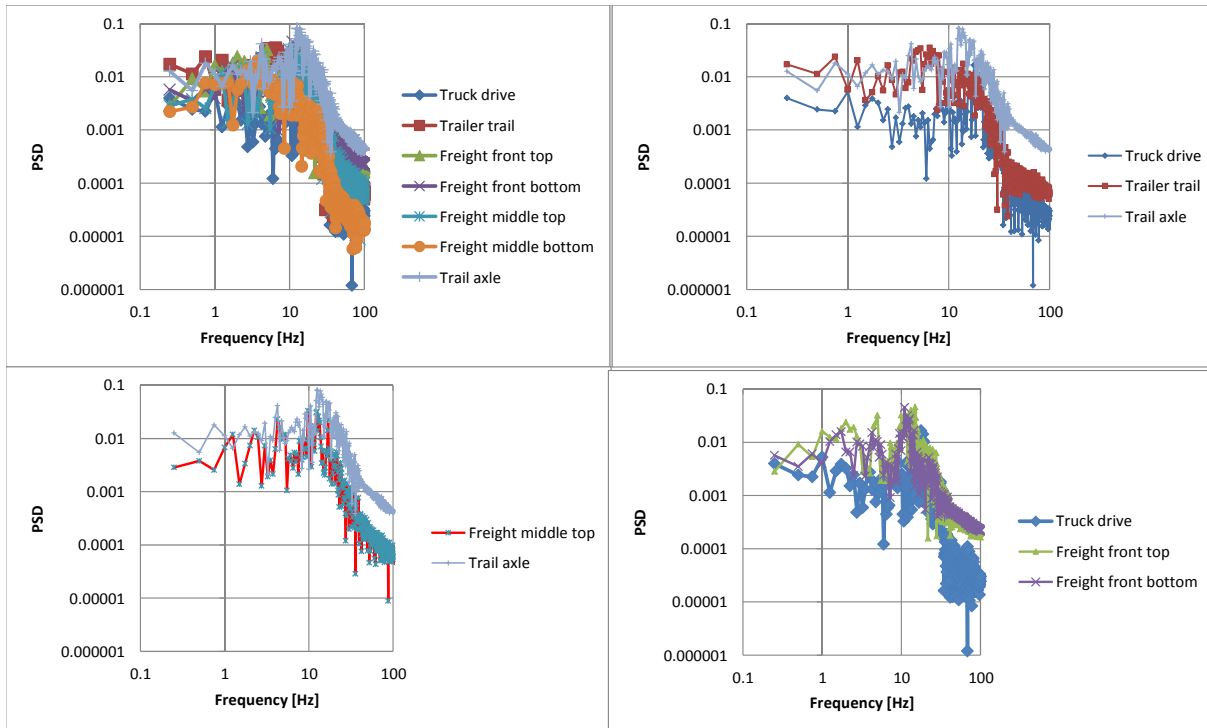 0.1
0.01
0.001
0.0001
0.00001
0.000001
PSD
0.1 1 10 100
Frequency [Hz]
Truck drive
Trailer trail
Freight front top
Freight front bottom
Freight middle top
Freight middle bottom
Trail axle
0.1
0.01
0.001
0.0001
0.00001
0.000001
PSD
0.1 1 10 100
Frequency [Hz]
Truck drive
Trailer trail
Trail axle
0.1
0.01
0.001
0.0001
0.00001
0.000001
PSD
0.1 1 10 100
Frequency [Hz]
Freight middle top
Trail axle
0.1
0.01
0.001
0.0001
0.00001
0.000001
PSD
0.1 1 10 100
Frequency [Hz]
Truck drive
Freight front top
Freight front bottom